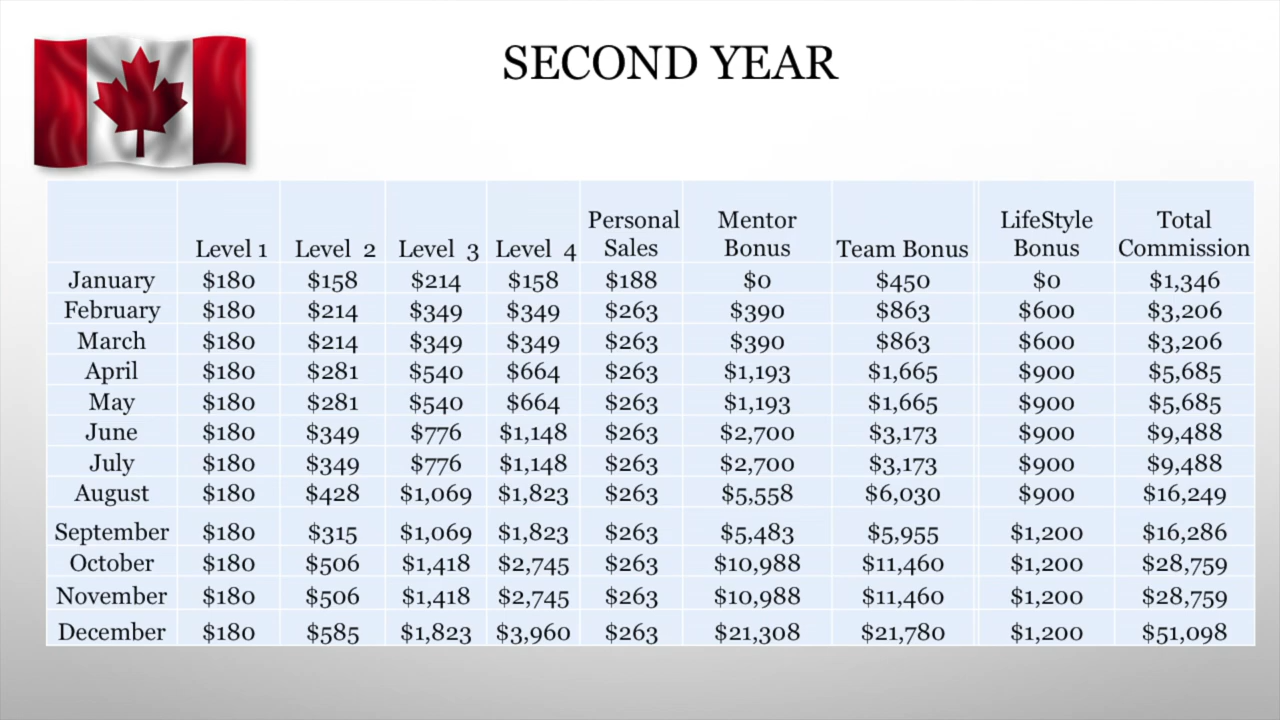 SECOND YEAR
Level 1 Level 2 Level 3 Level 4 Personal Sales Mentor Bonus Team Bonus LifeStyle Bonus Total Commission
January $180 $158 $214 $158 $188 $0 $450 $0 $1,346
February $180 $214 $349 $349 $263 $390 $863 $600 $3,206
March $180 $214 $349 $349 $263 $390 $863 $600 $3,206
April $180 $281 $540 $664 $263 $1,193 $1,665 $900 $5,685
May $180 $281 $540 $664 $263 $1,193 $1,665 $900 $5,685
June $180 $349 $776 $1,148 $263 $2,700 $3,173 $900 $9,488
July $180 $349 $776 $1,148 $263 $2,700 $3,173 $900 $9,488
August $180 $428 $1,069 $1,823 $263 $5,558 $6,030 $900 $16,249
September $180 $315 $1,069 $1,823 $263 $5,483 $5,955 $1,200 $16,286
October $180 $506 $1,418 $2,745 $263 $10,988 $11,460 $1,200 $28,759
November $180 $506 $1,418 $2,745 $263 $10,988 $11,460 $1,200 $28,759
December $180 $585 $1,823 $3,960 $263 $21,308 $21,780 $1,200 $51,098